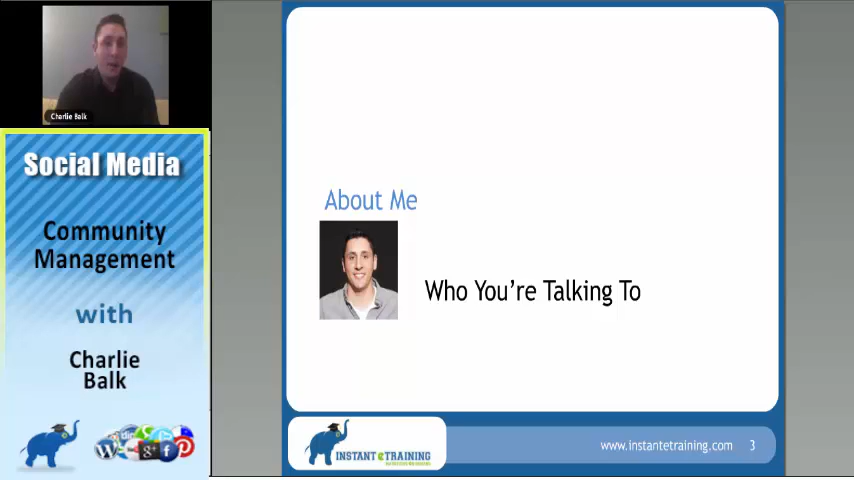 Charlie Balk
Social Media
Community
Management
with
Charlie
Balk
About Me
Who You're Talking To
INSTANT eTRAINING
www.instantetraining.com 3